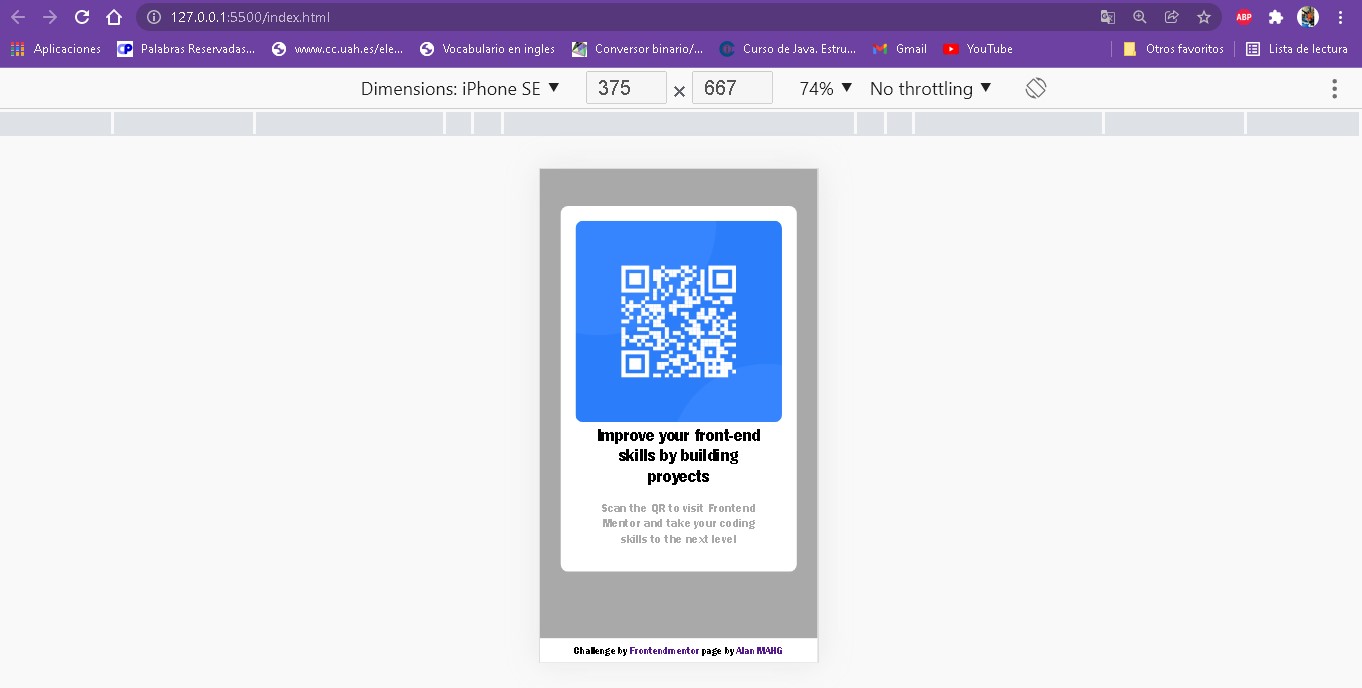 127.0.0.1:5500/index.html
ABP
Aplicaciones
Palabras Reservadas...
www.cc.uah.es/ele...
Vocabulario en ingles
Conversor binario/...
Curso de Java. Estru...
Gmail
YouTube
Otros favoritos
Lista de lectura
Dimensions: iPhone SE ▼ 375 × 667 74% ▼ No throttling ▼
Improve your front-end
skills by building
proyects
Scan the QR to visit Frontend
Mentor and take your coding
skills to the next level
Challenge by Frontendmentor page by Alan MAHG